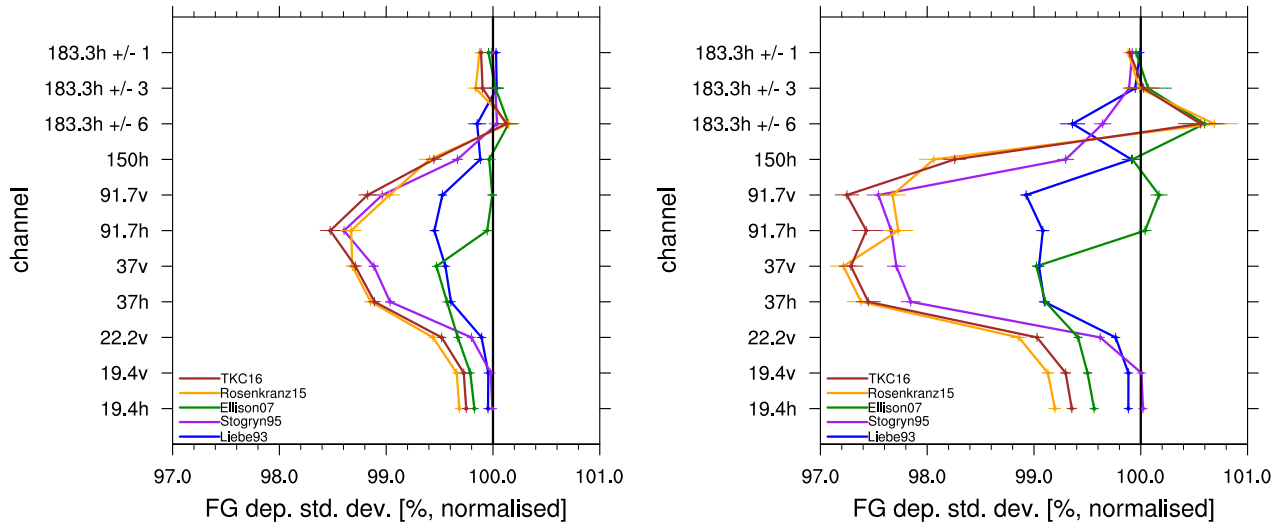 183.3h +/- 1
183.3h +/- 3
183.3h +/- 6
150h
91.7v
91.7h
37v
37h
22.2v
19.4v
19.4h
channel
TKC16
Rosenkranz15
Ellison07
Stogryn95
Liebe93
97.0 98.0 99.0 100.0 101.0
FG dep. std. dev. [%, normalised]
183.3h +/- 1
183.3h +/- 3
183.3h +/- 6
150h
91.7v
91.7h
37v
37h
22.2v
19.4v
19.4h
channel
TKC16
Rosenkranz15
Ellison07
Stogryn95
Liebe93
97.0 98.0 99.0 100.0 101.0
FG dep. std. dev. [%, normalised]